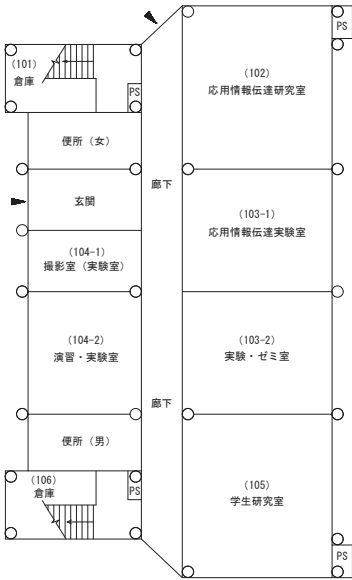 PS
(101)
倉庫
(102)
応用情報伝達研究室
PS
便所（女）
廊下
玄関
(103-1)
応用情報伝達実験室
(104-1)
撮影室（実験室）
(104-2)
演習・実験室
(103-2)
実験・ゼミ室
廊下
便所（男）
(106)
倉庫
PS
(105)
学生研究室
PS